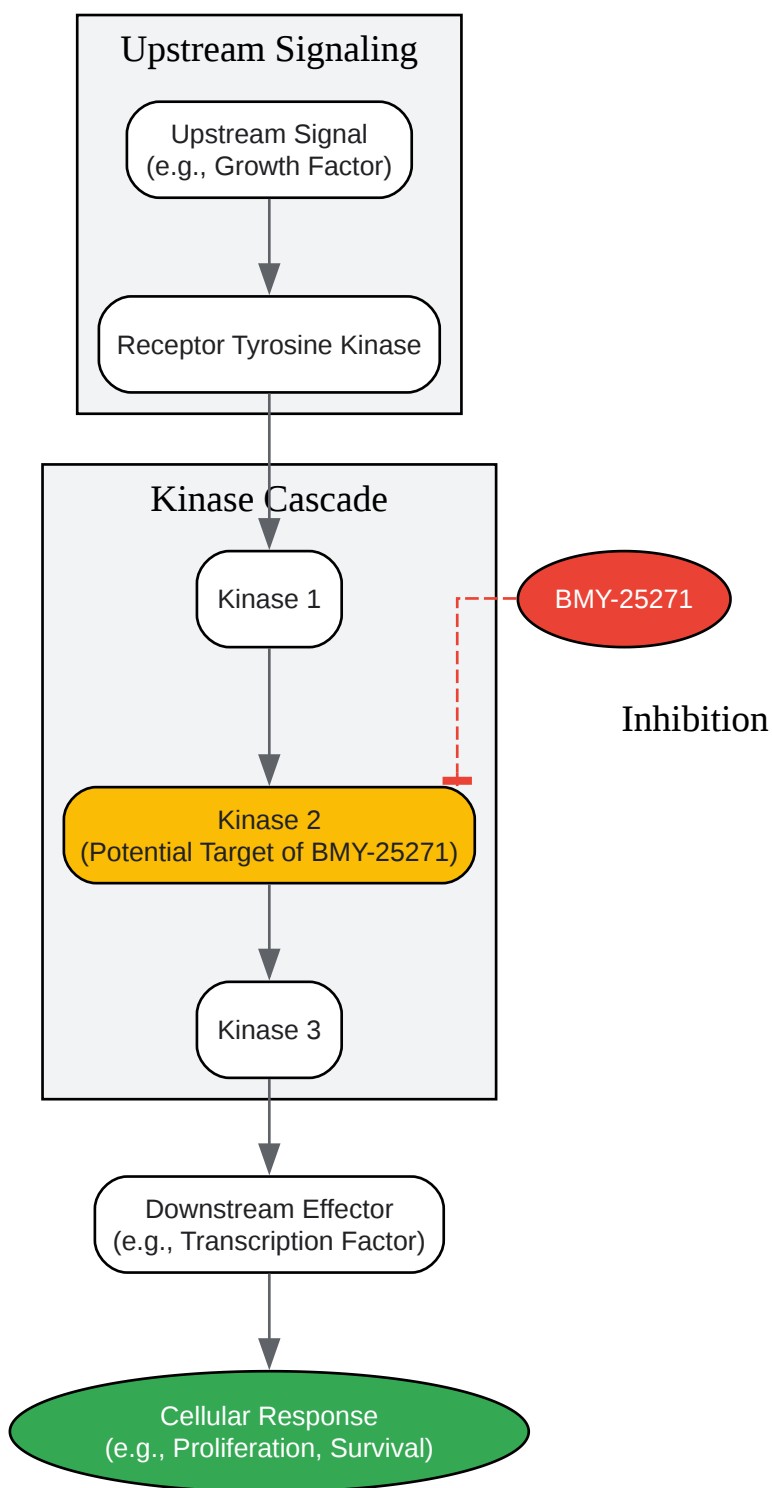 Upstream Signaling
Upstream Signal
(e.g., Growth Factor)
Receptor Tyrosine Kinase
Kinase Cascade
Kinase 1
BMY-25271
Inhibition
Kinase 2
(Potential Target of BMY-25271)
Kinase 3
Downstream Effector
(e.g., Transcription Factor)
Cellular Response
(e.g., Proliferation, Survival)